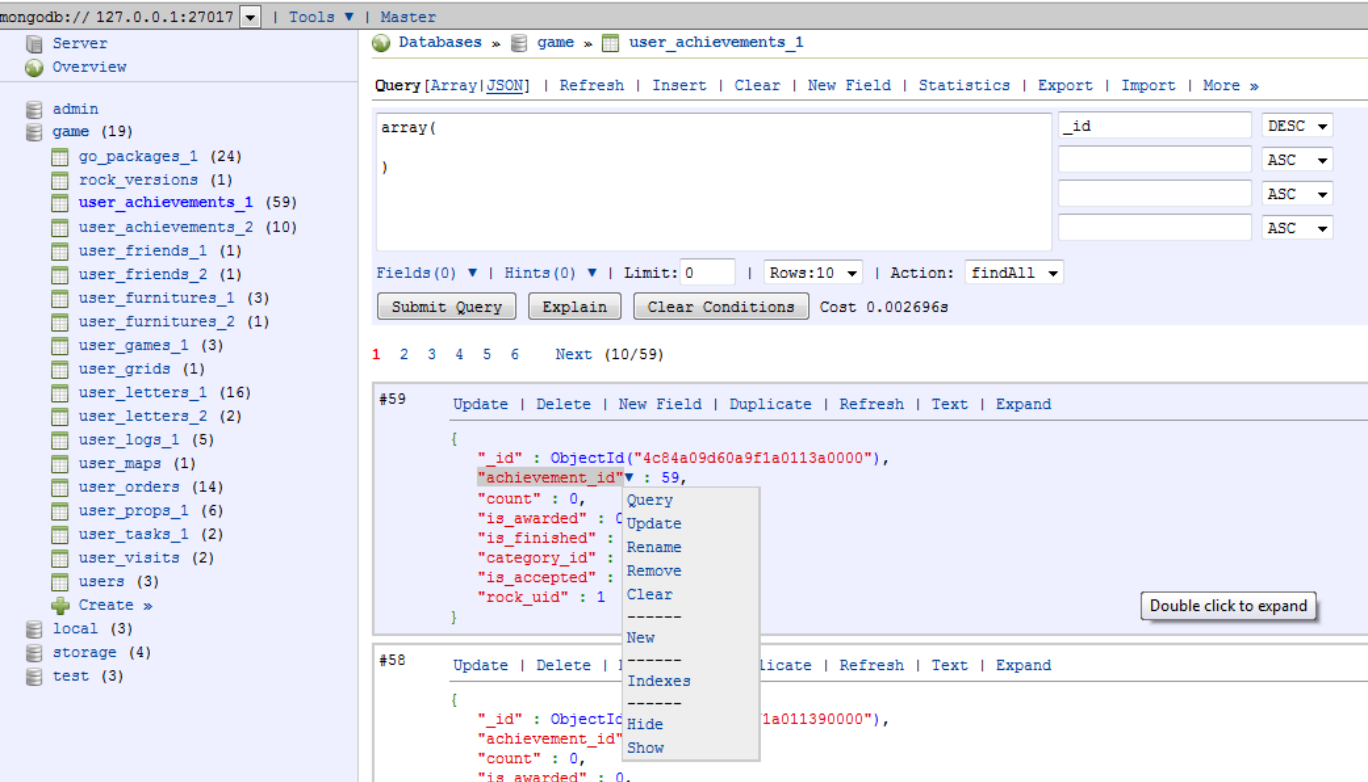 mongodb:// 127.0.0.1:27017 ▼ | Tools ▼ | Master
Server
Overview
admin
game (19)
go_packages_1 (24)
rock_versions (1)
user_achievements_1 (59)
user_achievements_2 (10)
user_friends_1 (1)
user_friends_2 (1)
user_furnitures_1 (3)
user_furnitures_2 (1)
user_games_1 (3)
user_grids (1)
user_letters_1 (16)
user_letters_2 (2)
user_logs_1 (5)
user_maps (1)
user_orders (14)
user_props_1 (6)
user_tasks_1 (2)
user_visits (2)
users (3)
Create »
local (3)
storage (4)
test (3)
Databases » game » user_achievements_1
Query[Array|JSON] | Refresh | Insert | Clear | New Field | Statistics | Export | Import | More »
array(
)
_id DESC
ASC
ASC
ASC
Fields(0) ▼ | Hints(0) ▼ | Limit: 0 | Rows:10 | Action: findAll
Submit Query Explain Clear Conditions Cost 0.002696s
1 2 3 4 5 6 Next (10/59)
#59 Update | Delete | New Field | Duplicate | Refresh | Text | Expand
{
"_id" : ObjectId("4c84a09d60a9f1a0113a0000"),
"achievement_id"▼ : 59,
"count" : 0,
"is_awarded" :
"is_finished" :
"category_id" :
"is_accepted" :
"rock_uid" : 1
}
Query
Update
Rename
Remove
Clear
------
New
------
Indexes
------
Hide
Show
Double click to expand
#58 Update | Delete | licate | Refresh | Text | Expand
{
"_id" : ObjectId 1a011390000"),
"achievement_id"
"count" : 0,
"is_awarded" : 0,